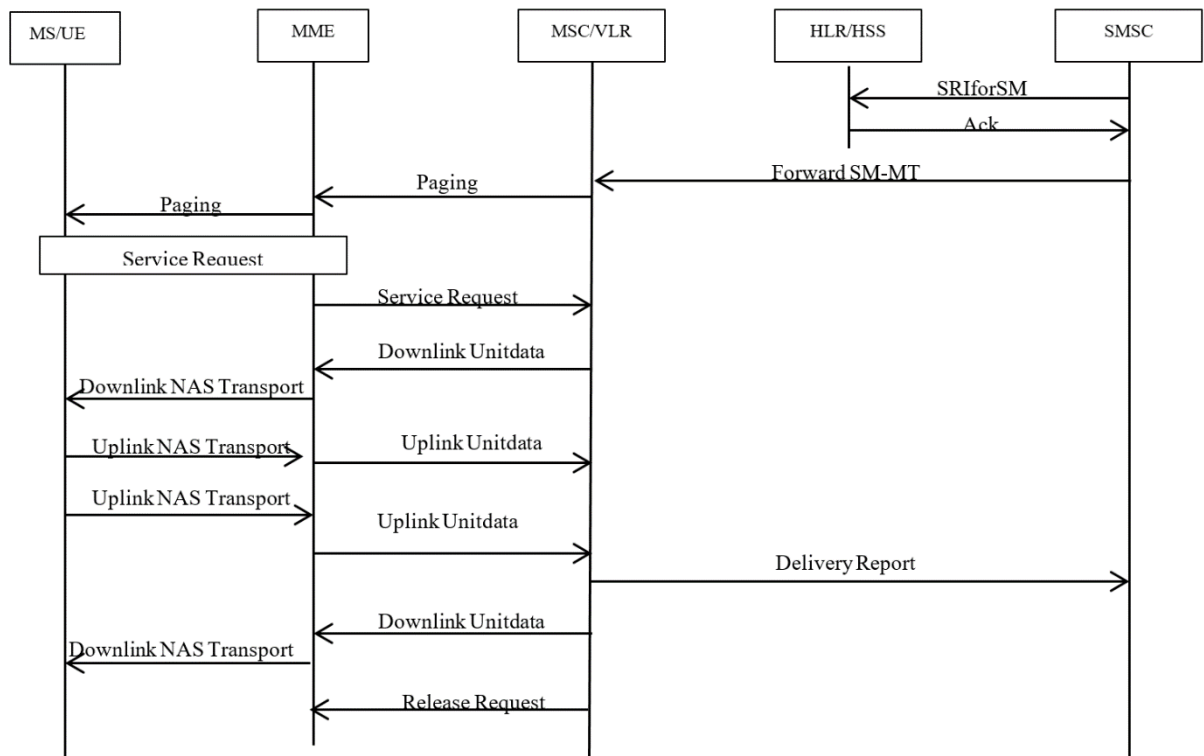 MS/UE
MME
MSC/VLR
HLR/HSS
SMSC
SRIforSM
Ack
Forward SM-MT
Paging
Paging
Service Request
Service Request
Downlink Unitdata
Downlink NAS Transport
Uplink NAS Transport
Uplink Unitdata
Uplink NAS Transport
Uplink Unitdata
Delivery Report
Downlink Unitdata
Downlink NAS Transport
Release Request